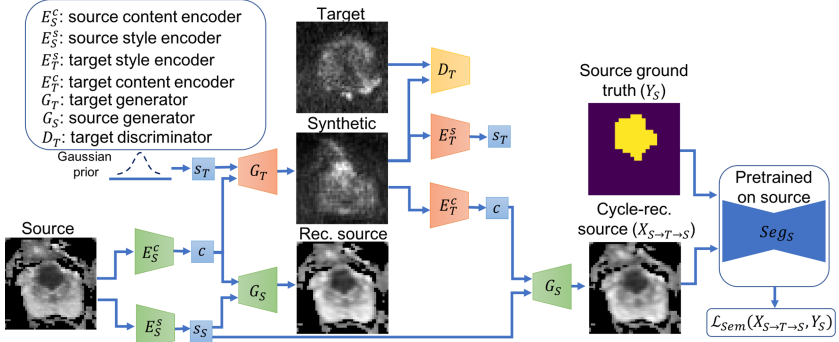 E_S^c: source content encoder
E_S^s: source style encoder
E_T^s: target style encoder
E_T^c: target content encoder
G_T: target generator
G_S: source generator
D_T: target discriminator
Target
D_T
Source ground
truth (Y_S)
Gaussian
prior
s_T
G_T
Synthetic
E_T^s
s_T
Pretrained
on source
Seg_S
E_T^c
c
Source
E_S^c
c
Rec. source
Cycle-rec.
source (X_{S→T→S})
G_S
G_S
E_S^s
s_S
ℒ_{Sem}(X_{S→T→S}, Y_S)